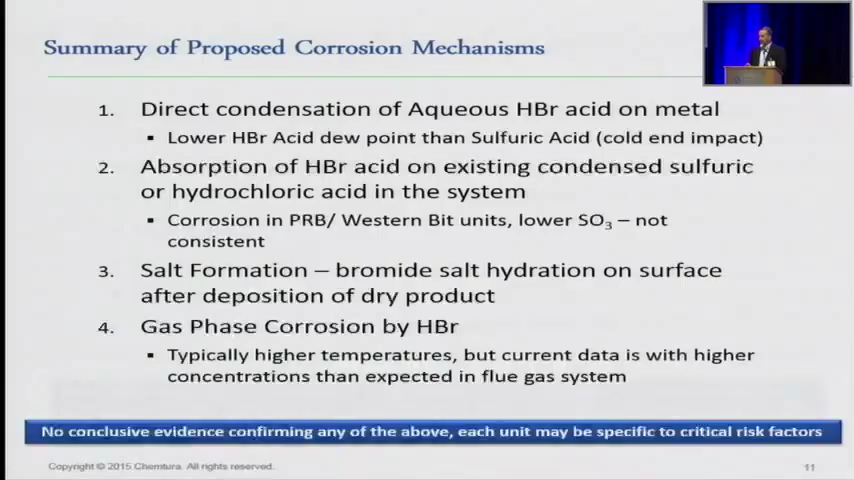 Summary of Proposed Corrosion Mechanisms
1. Direct condensation of Aqueous HBr acid on metal
▪ Lower HBr Acid dew point than Sulfuric Acid (cold end impact)
2. Absorption of HBr acid on existing condensed sulfuric
or hydrochloric acid in the system
▪ Corrosion in PRB/ Western Bit units, lower SO₃ – not
consistent
3. Salt Formation – bromide salt hydration on surface
after deposition of dry product
4. Gas Phase Corrosion by HBr
▪ Typically higher temperatures, but current data is with higher
concentrations than expected in flue gas system
No conclusive evidence confirming any of the above, each unit may be specific to critical risk factors
Copyright © 2015 Chemtura. All rights reserved.
11